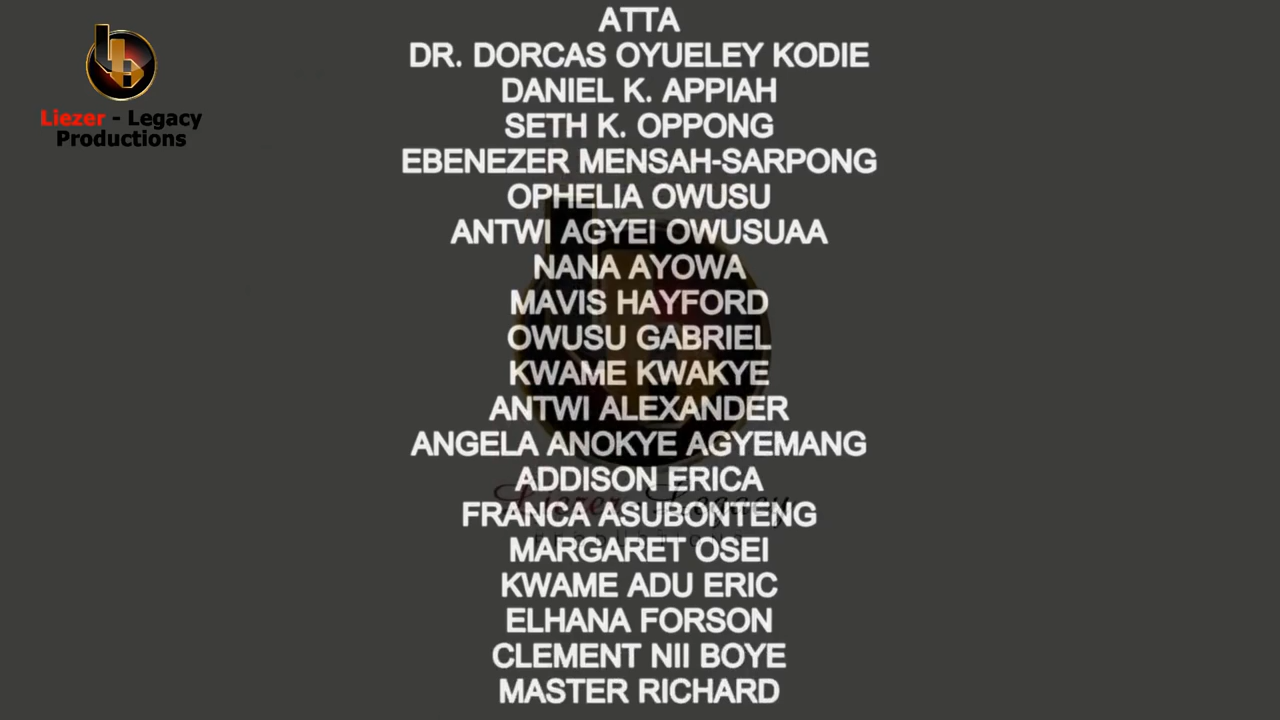 Liezer - Legacy
Productions
ATTA
DR. DORCAS OYUELEY KODIE
DANIEL K. APPIAH
SETH K. OPPONG
EBENEZER MENSAH-SARPONG
OPHELIA OWUSU
ANTWI AGYEI OWUSUAA
NANA AYOWA
MAVIS HAYFORD
OWUSU GABRIEL
KWAME KWAKYE
ANTWI ALEXANDER
ANGELA ANOKYE AGYEMANG
ADDISON ERICA
Liezer Legacy
FRANCA ASUBONTENG
MARGARET OSEI
KWAME ADU ERIC
ELHANA FORSON
CLEMENT NII BOYE
MASTER RICHARD